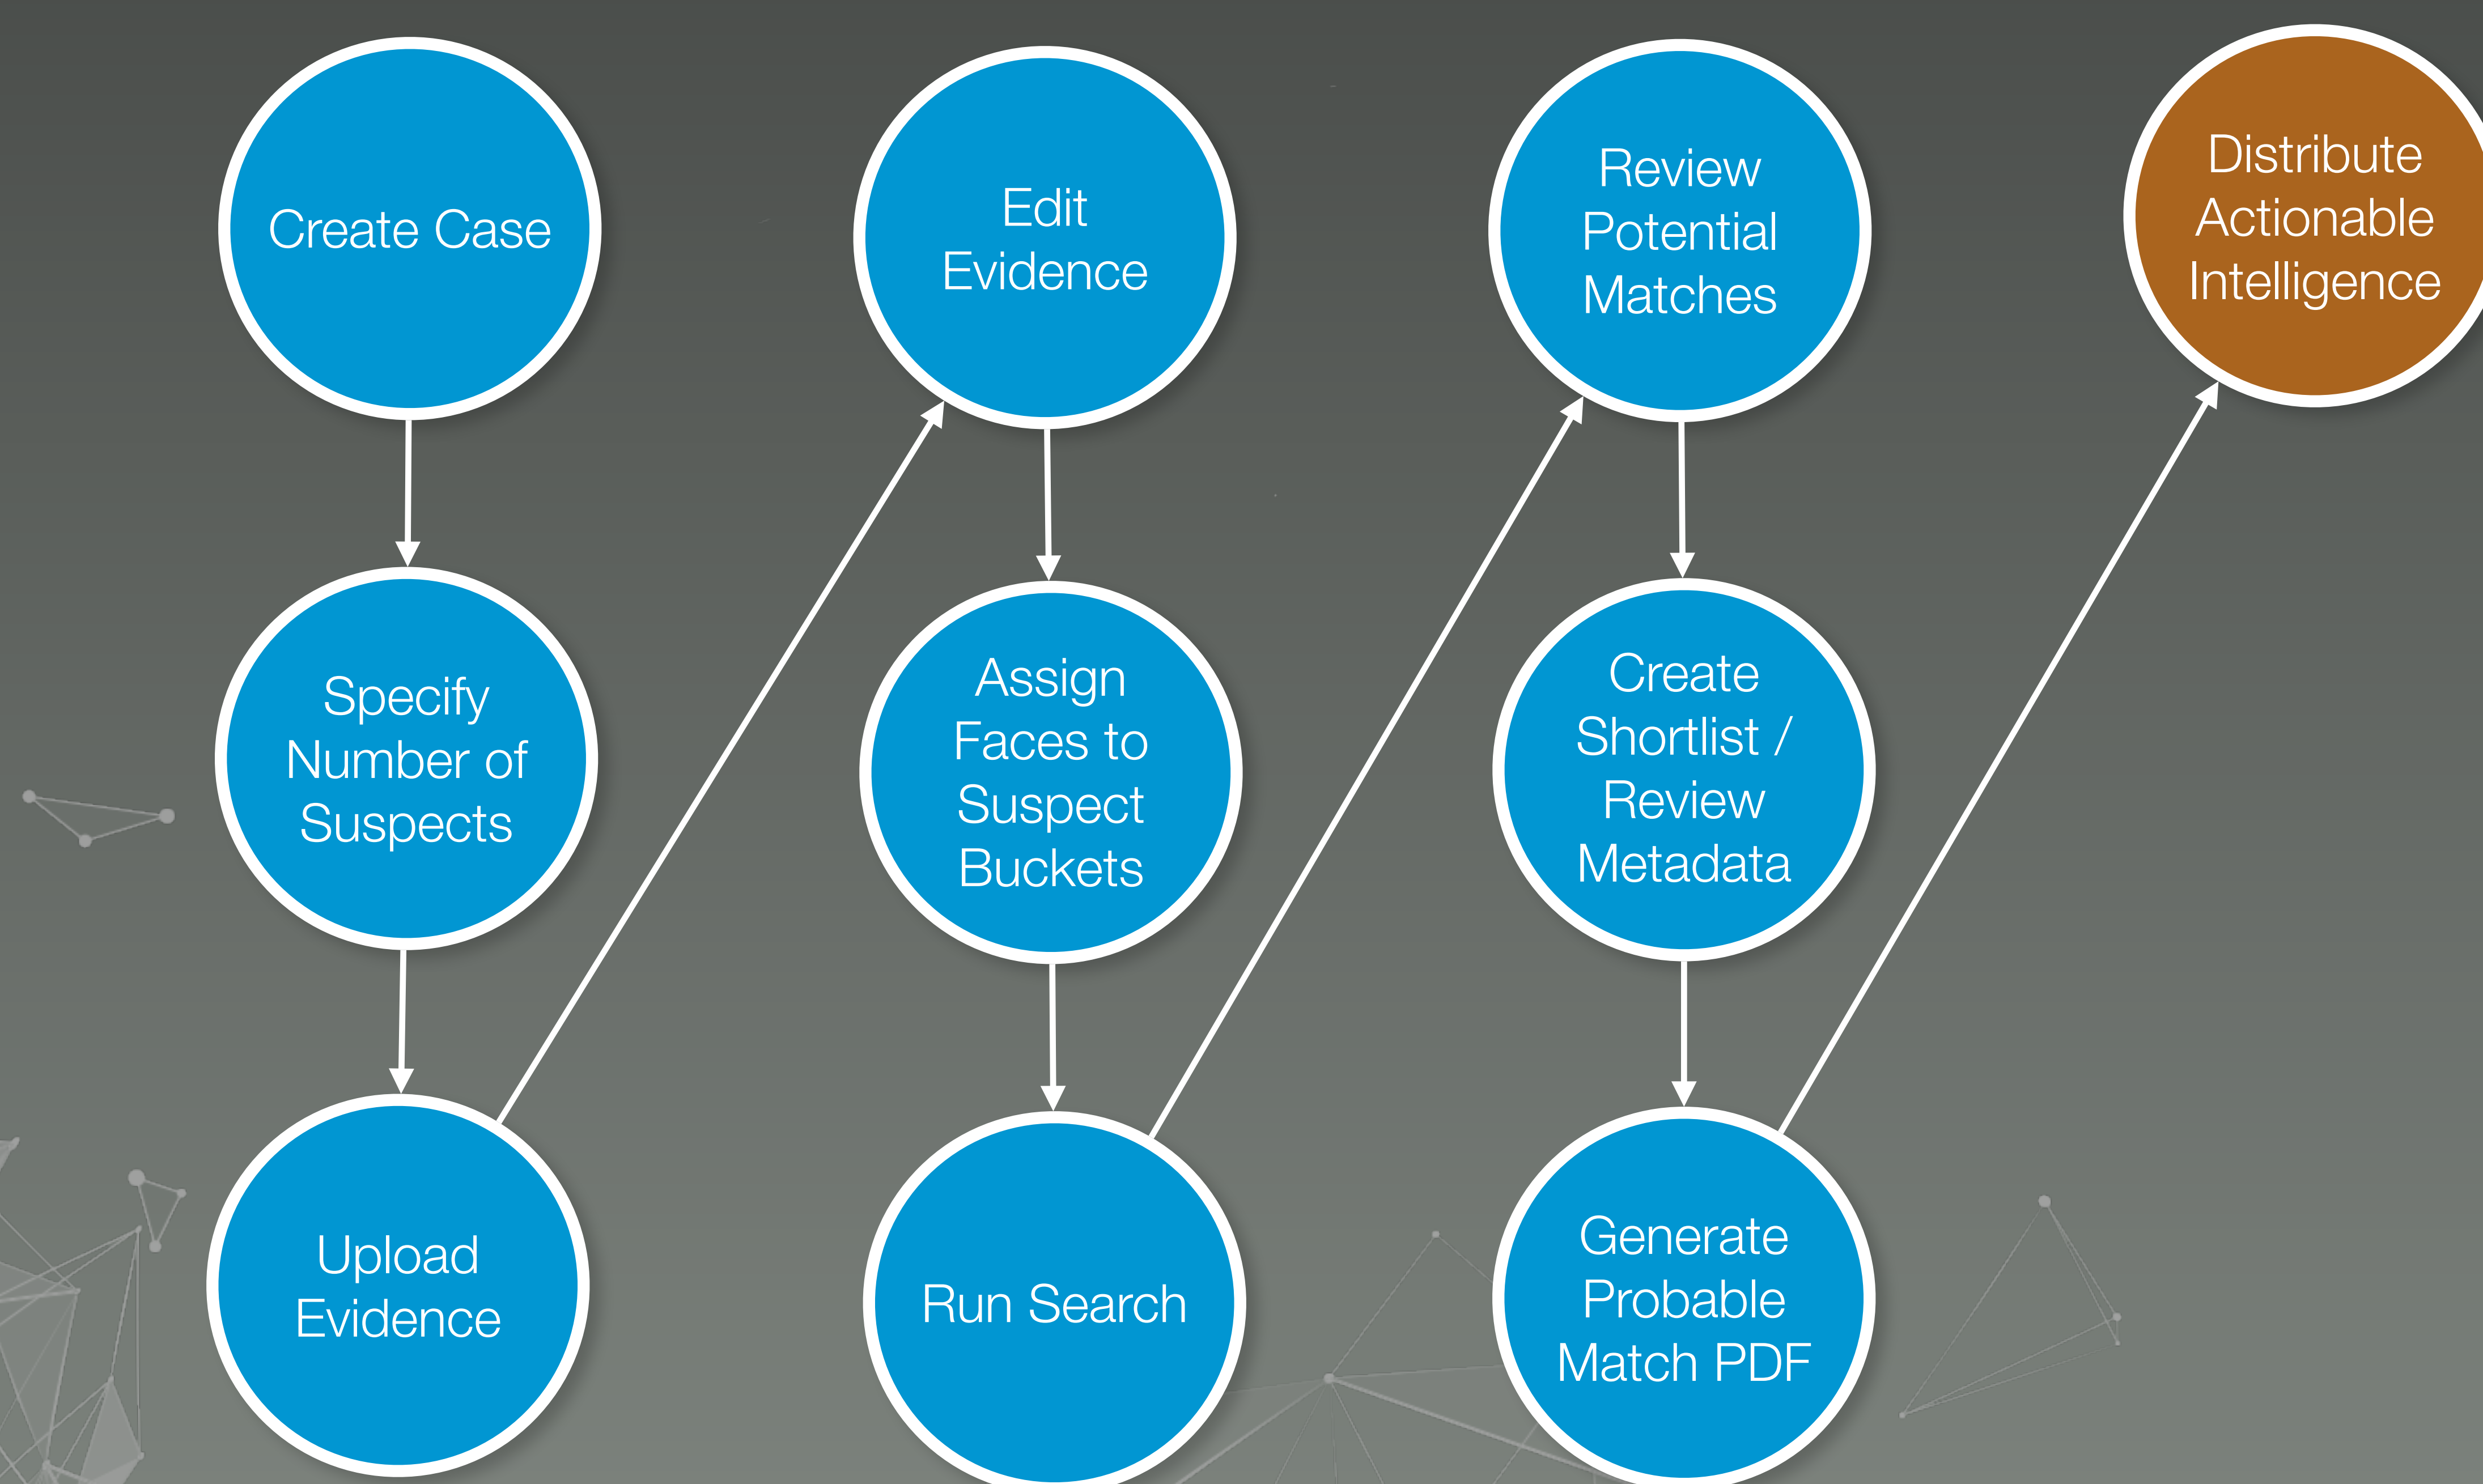 Create Case
Specify
Number of
Suspects
Upload
Evidence
Edit
Evidence
Assign
Faces to
Suspect
Buckets
Run Search
Review
Potential
Matches
Create
Shortlist /
Review
Metadata
Generate
Probable
Match PDF
Distribute
Actionable
Intelligence